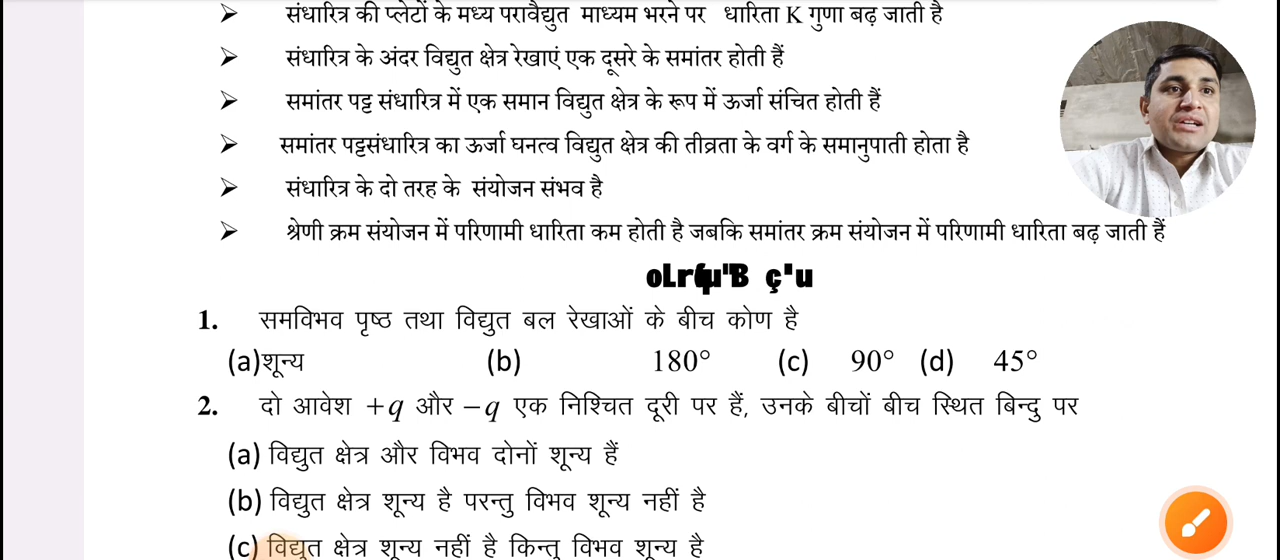 ➢ संधारित्र की प्लेटों के मध्य परावैद्युत माध्यम भरने पर धारिता K गुणा बढ़ जाती है
➢ संधारित्र के अंदर विद्युत क्षेत्र रेखाएं एक दूसरे के समांतर होती हैं
➢ समांतर पट्ट संधारित्र में एक समान विद्युत क्षेत्र के रूप में ऊर्जा संचित होती हैं
➢ समांतर पट्टसंधारित्र का ऊर्जा घनत्व विद्युत क्षेत्र की तीव्रता के वर्ग के समानुपाती होता है
➢ संधारित्र के दो तरह के संयोजन संभव है
➢ श्रेणी क्रम संयोजन में परिणामी धारिता कम होती है जबकि समांतर क्रम संयोजन में परिणामी धारिता बढ़ जाती हैं
1. समविभव पृष्ठ तथा विद्युत बल रेखाओं के बीच कोण है
(a)शून्य (b) 180° (c) 90° (d) 45°
2. दो आवेश +q और −q एक निश्चित दूरी पर हैं, उनके बीचों बीच स्थित बिन्दु पर
(a) विद्युत क्षेत्र और विभव दोनों शून्य हैं
(b) विद्युत क्षेत्र शून्य है परन्तु विभव शून्य नहीं है
(c) विद्युत क्षेत्र शून्य नहीं है किन्तु विभव शून्य है